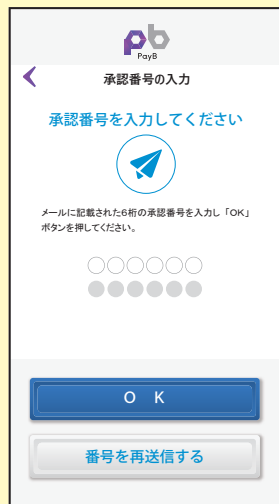 pb
PayB
承認番号の入力
承認番号を入力してください
メールに記載された6桁の承認番号を入力し「OK」
ボタンを押してください。
O K
番号を再送信する